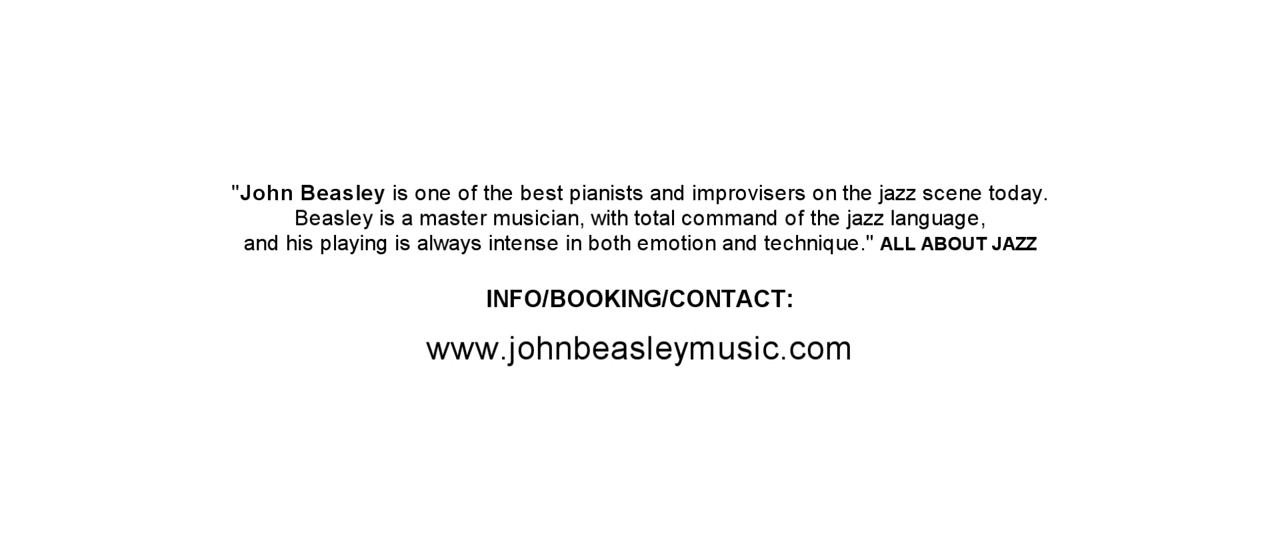 "John Beasley is one of the best pianists and improvisers on the jazz scene today.
Beasley is a master musician, with total command of the jazz language,
and his playing is always intense in both emotion and technique." ALL ABOUT JAZZ
INFO/BOOKING/CONTACT:
www.johnbeasleymusic.com